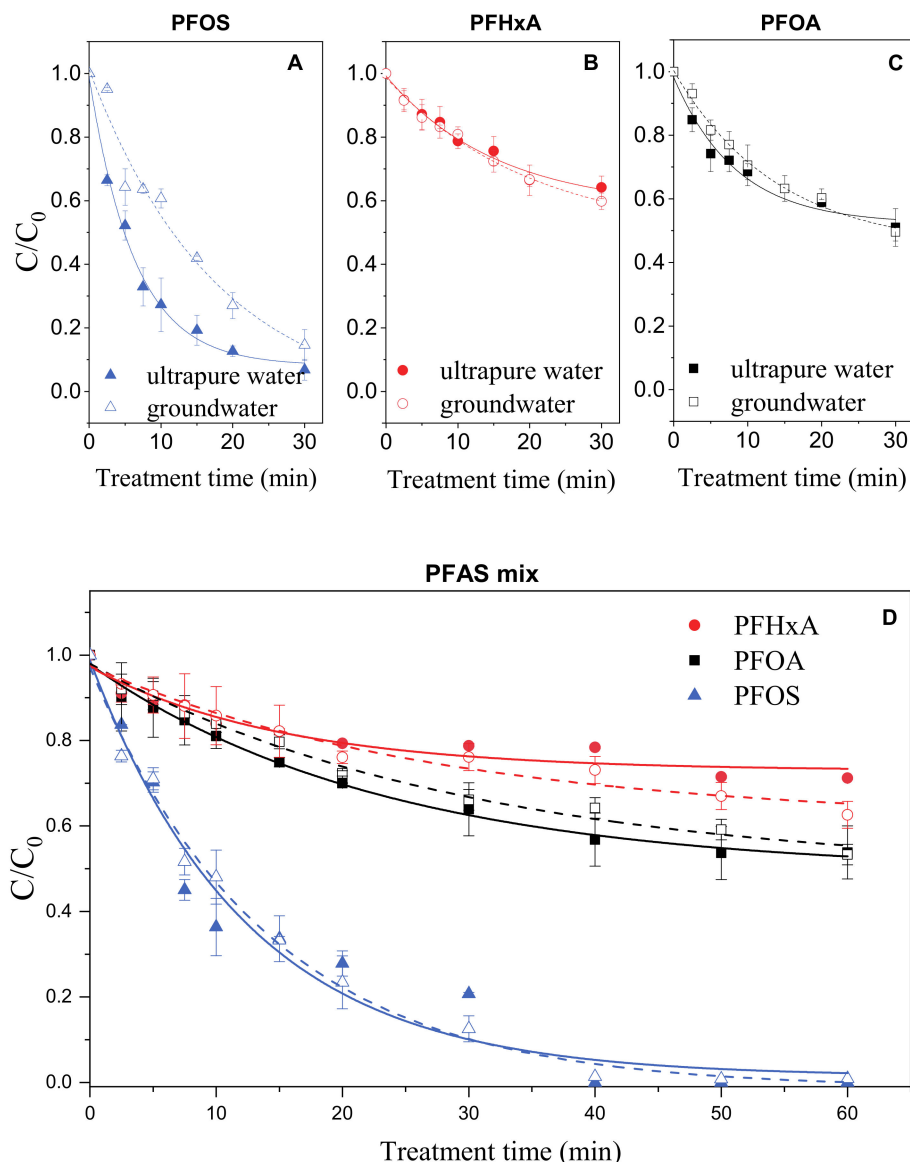 PFOS
PFHxA
PFOA
A
B
C
C/C0
1.0
0.8
0.6
0.4
0.2
0.0
1.0
0.8
0.6
0.4
0.2
0.0
1.0
0.8
0.6
0.4
0.2
0.0
ultrapure water
groundwater
ultrapure water
groundwater
ultrapure water
groundwater
0 10 20 30
0 10 20 30
0 10 20 30
Treatment time (min)
Treatment time (min)
Treatment time (min)
PFAS mix
D
PFHxA
PFOA
PFOS
C/C0
1.0
0.8
0.6
0.4
0.2
0.0
0 10 20 30 40 50 60
Treatment time (min)